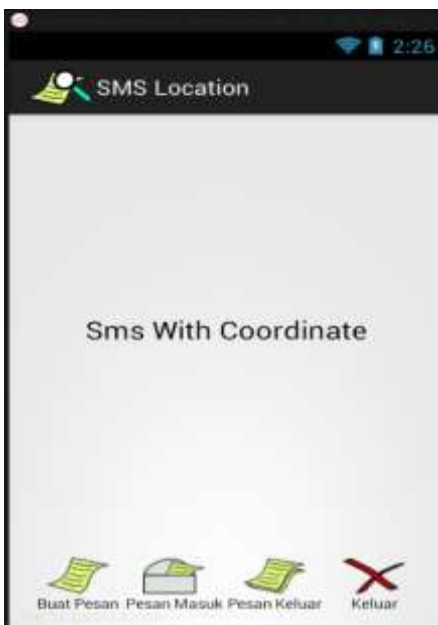 2:26
SMS Location
Sms With Coordinate
Buat Pesan Pesan Masuk Pesan Keluar Keluar